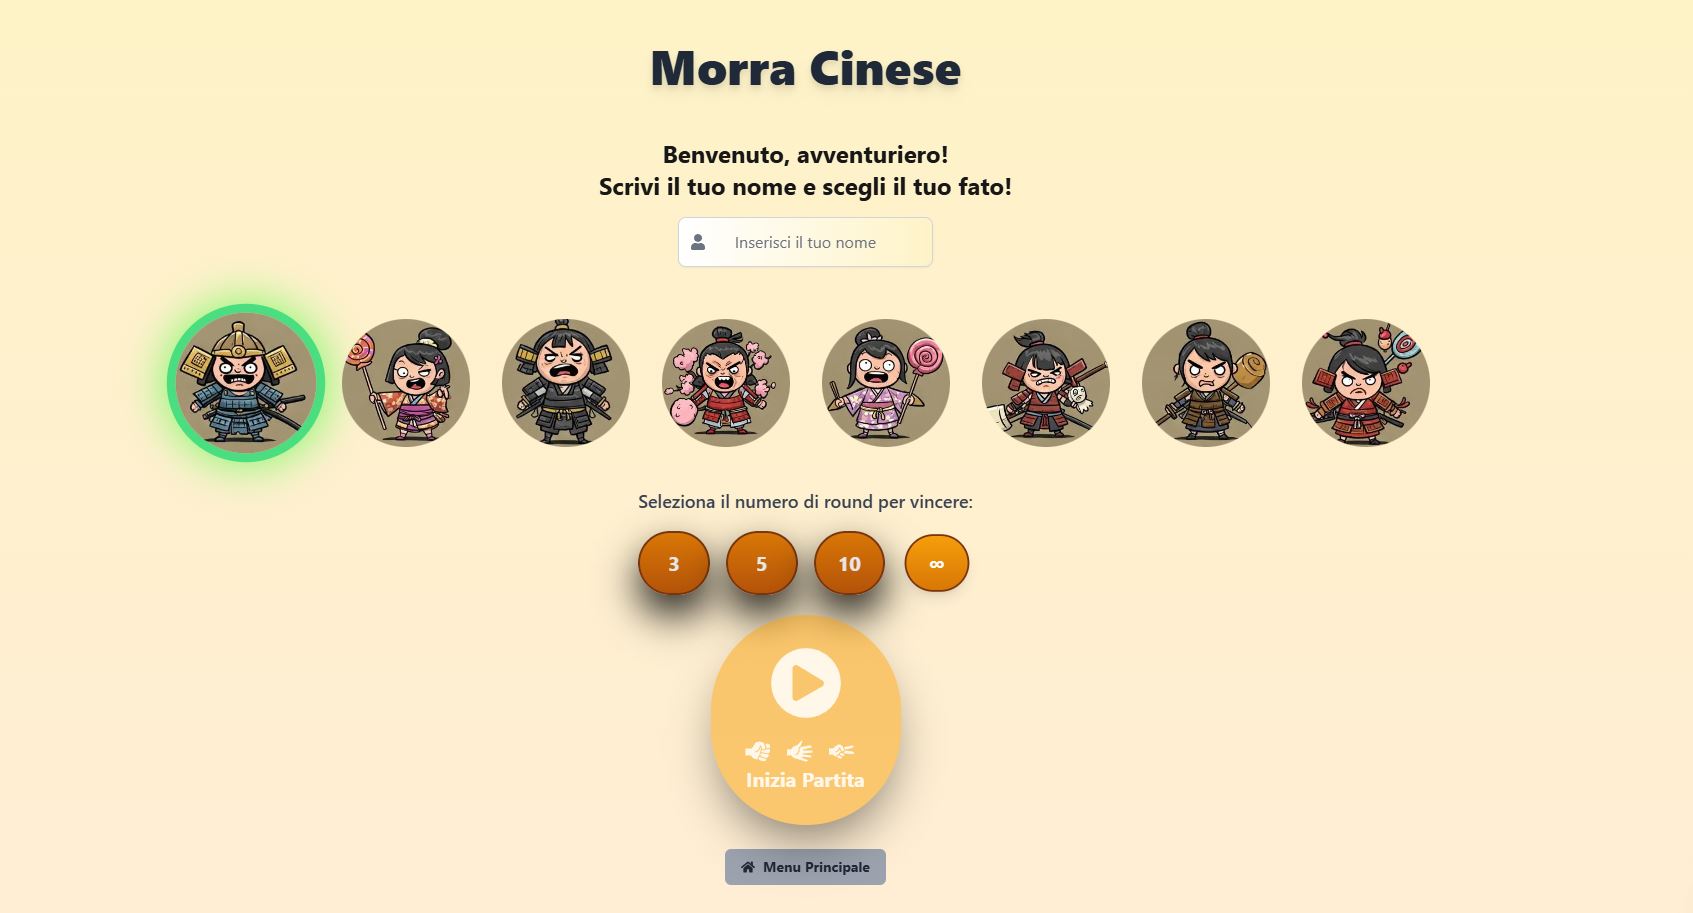 Morra Cinese
Benvenuto, avventuriero!
Scrivi il tuo nome e scegli il tuo fato!
Inserisci il tuo nome
Seleziona il numero di round per vincere:
3 5 10 ∞
Inizia Partita
Menu Principale